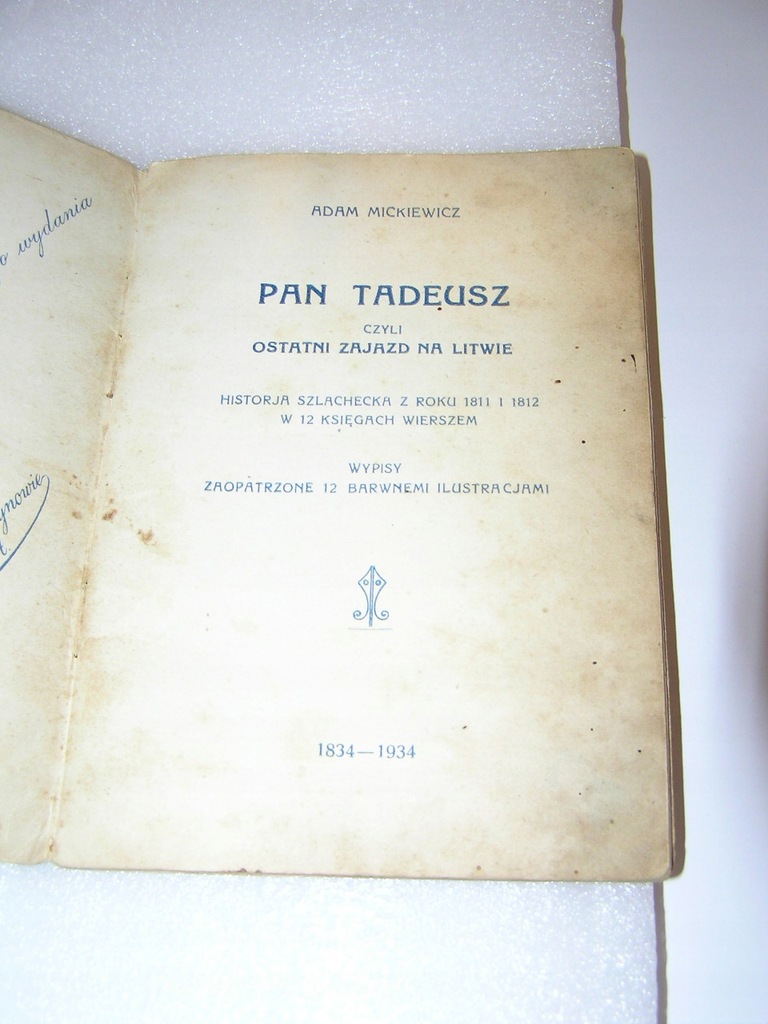 o wydania
ADAM MICKIEWICZ
PAN TADEUSZ
CZYLI
OSTATNI ZAJAZD NA LITWIE
HISTORJA SZLACHECKA Z ROKU 1811 I 1812
W 12 KSIĘGACH WIERSZEM
WYPISY
ZAOPATRZONE 12 BARWNEMI ILUSTRACJAMI
1834—1934